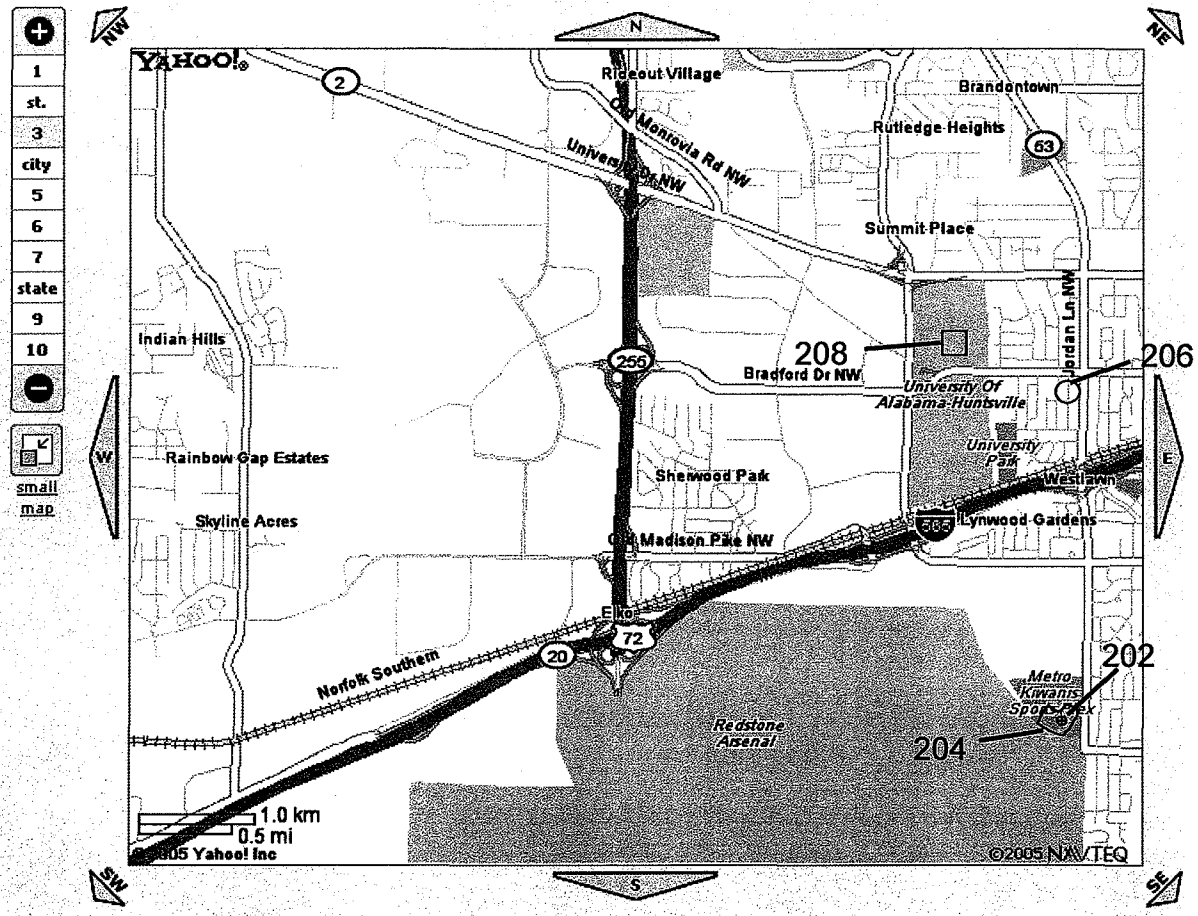 NW
N
NE
+
1
st.
3
city
5
6
7
state
9
10
−
small
map
W
E
YAHOO!®
Rideout Village
2
Brandontown
Old Monrovia Rd NW
Rutledge Heights
53
University Dr NW
Summit Place
Jordan Ln NW
Indian Hills
208
206
255
Bradford Dr NW
University Of
Alabama-Huntsville
University
Park
Rainbow Gap Estates
Sherwood Park
Westlawn
Skyline Acres
565
Lynwood Gardens
Old Madison Pike NW
Elko
72
20
Norfolk Southern
202
Metro
Kiwanis
Sports Plex
Redstone
Arsenal
204
1.0 km
0.5 mi
©2005 Yahoo! Inc
©2005 NAVTEQ
SW
S
SE